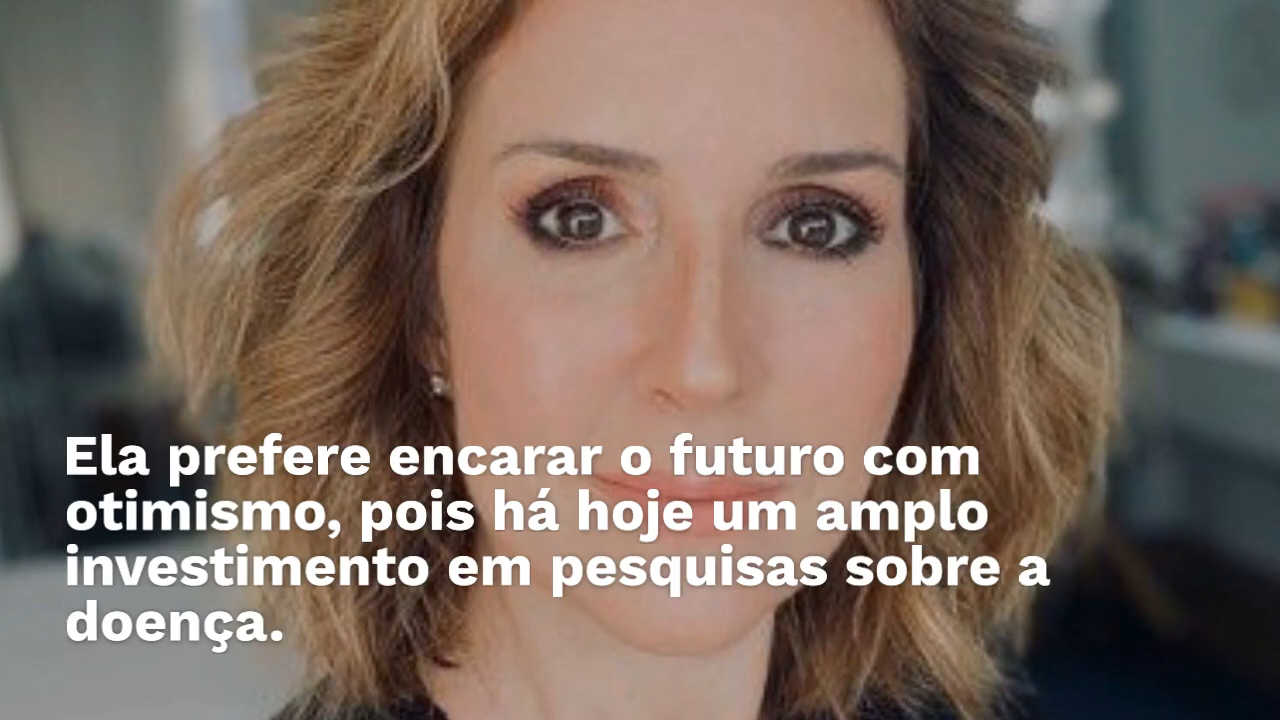 Ela prefere encarar o futuro com
otimismo, pois há hoje um amplo
investimento em pesquisas sobre a
doença.